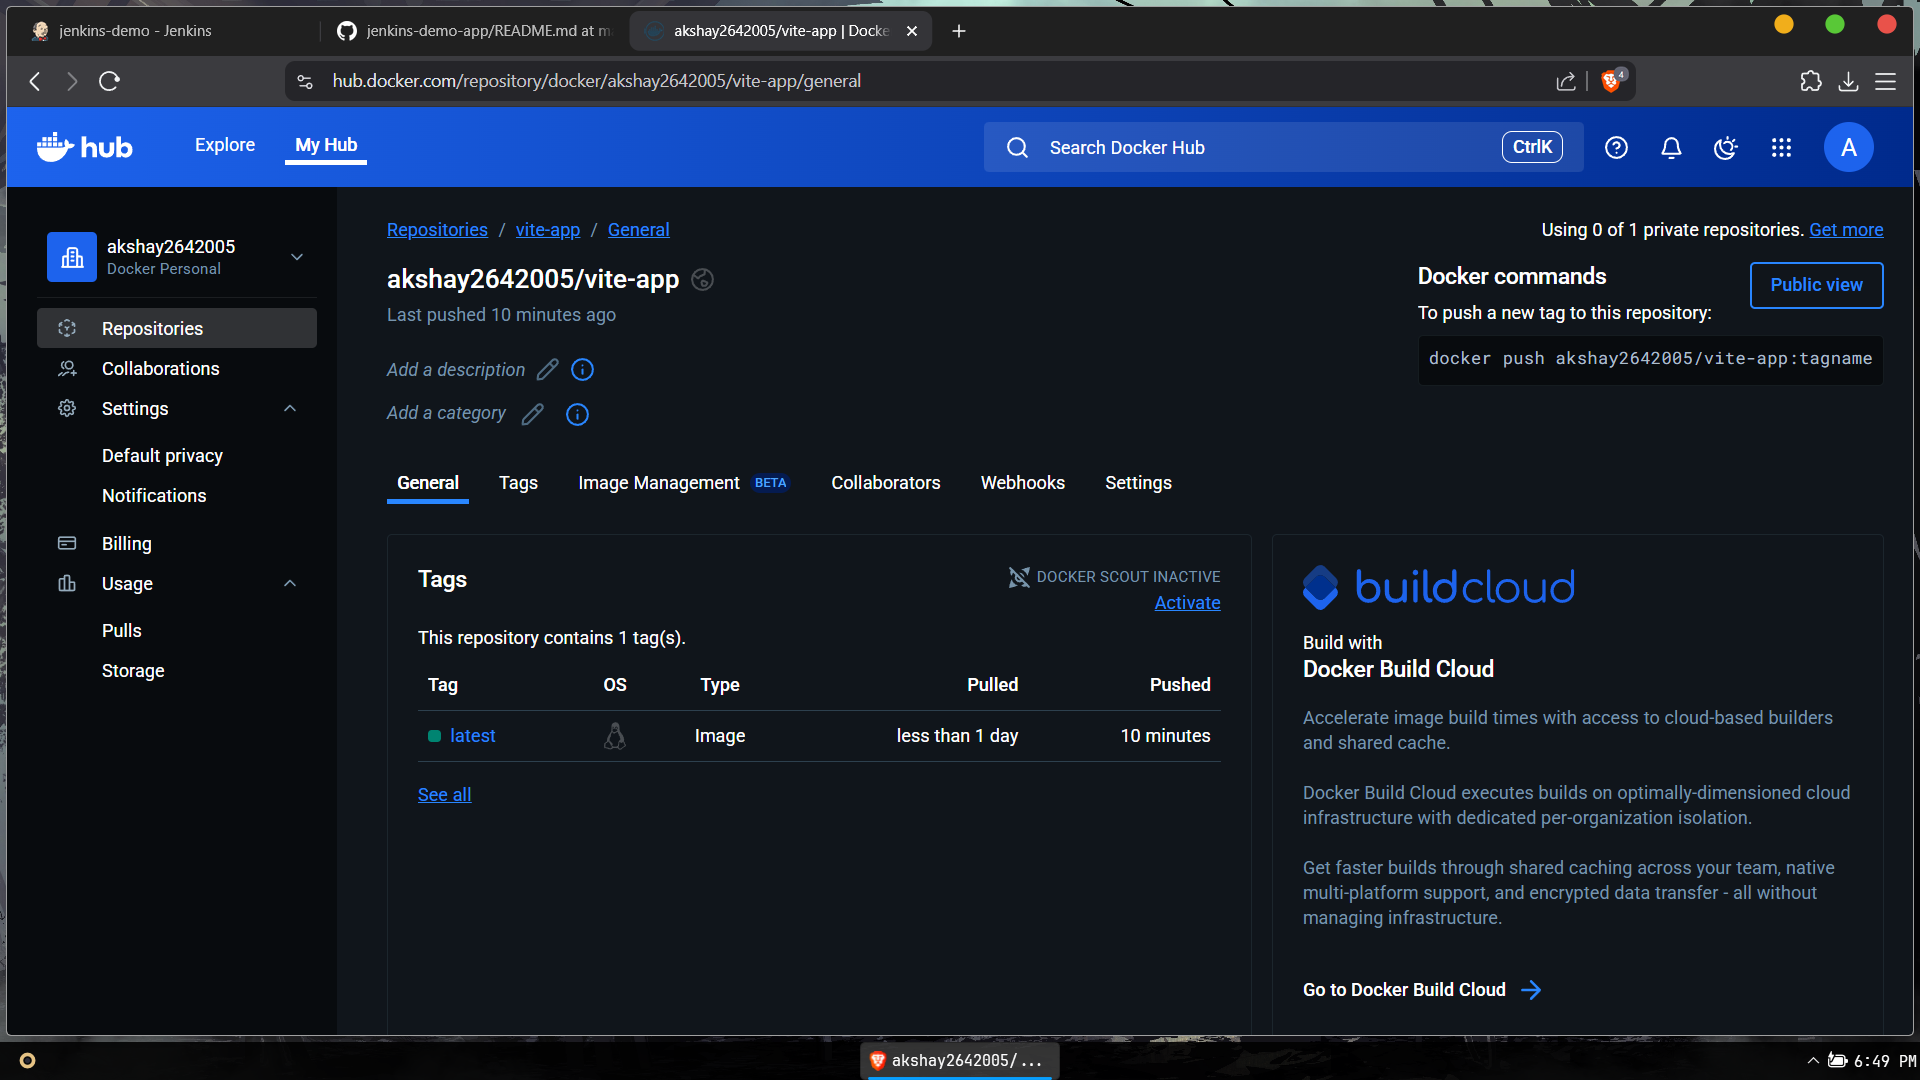 jenkins-demo - Jenkins
jenkins-demo-app/README.md at m
akshay2642005/vite-app | Docke
hub.docker.com/repository/docker/akshay2642005/vite-app/general
4
hub
Explore
My Hub
Search Docker Hub
CtrlK
A
akshay2642005
Docker Personal
Repositories
Collaborations
Settings
Default privacy
Notifications
Billing
Usage
Pulls
Storage
Repositories / vite-app / General
Using 0 of 1 private repositories. Get more
akshay2642005/vite-app
Last pushed 10 minutes ago
Add a description
Add a category
Docker commands
Public view
To push a new tag to this repository:
docker push akshay2642005/vite-app:tagname
General
Tags
Image Management BETA
Collaborators
Webhooks
Settings
Tags
DOCKER SCOUT INACTIVE
Activate
This repository contains 1 tag(s).
Tag OS Type Pulled Pushed
latest Image less than 1 day 10 minutes
See all
buildcloud
Build with
Docker Build Cloud
Accelerate image build times with access to cloud-based builders
and shared cache.
Docker Build Cloud executes builds on optimally-dimensioned cloud
infrastructure with dedicated per-organization isolation.
Get faster builds through shared caching across your team, native
multi-platform support, and encrypted data transfer - all without
managing infrastructure.
Go to Docker Build Cloud
akshay2642005/...
6:49 PM